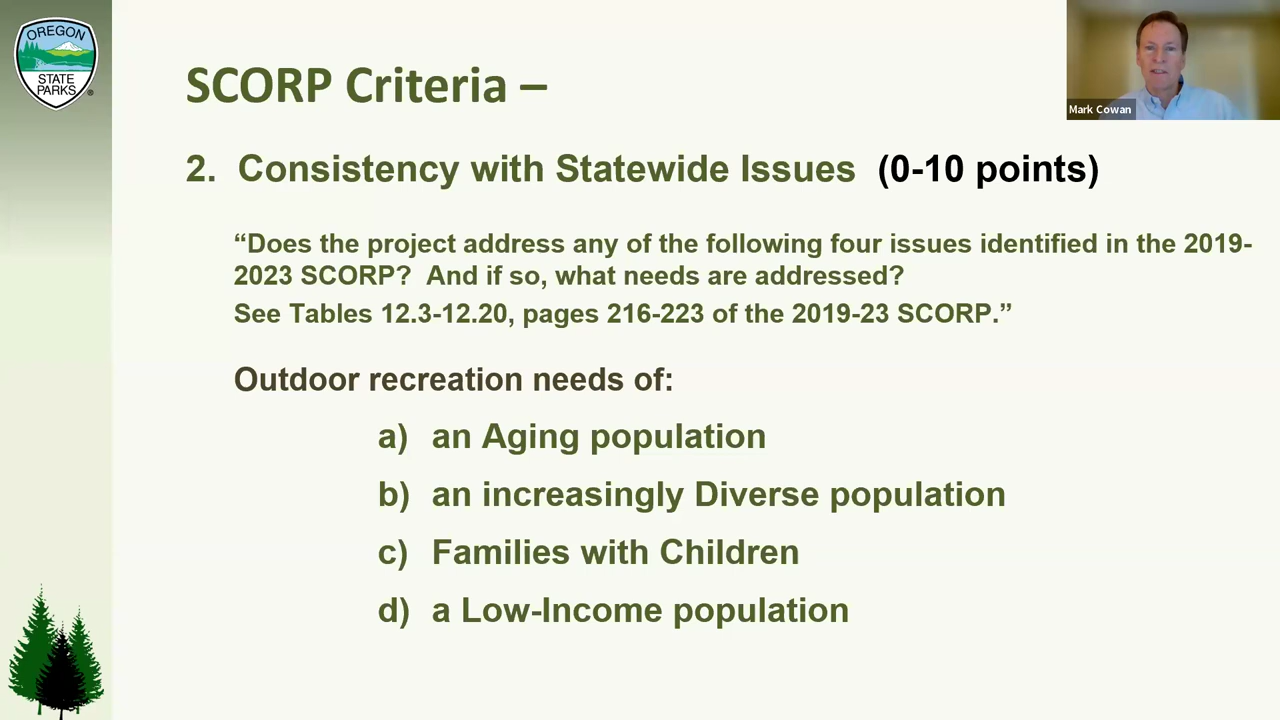 OREGON
STATE
PARKS
®
SCORP Criteria –
Mark Cowan
2. Consistency with Statewide Issues (0-10 points)
“Does the project address any of the following four issues identified in the 2019-
2023 SCORP? And if so, what needs are addressed?
See Tables 12.3-12.20, pages 216-223 of the 2019-23 SCORP.”
Outdoor recreation needs of:
a) an Aging population
b) an increasingly Diverse population
c) Families with Children
d) a Low-Income population